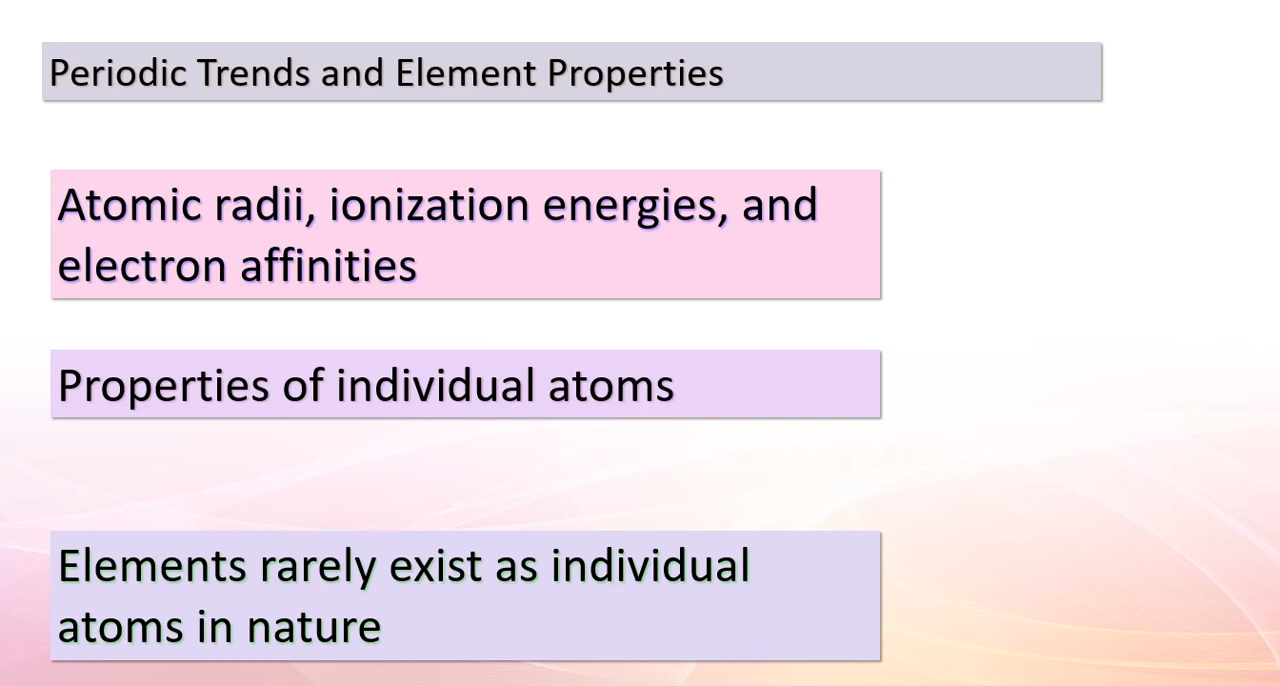 Periodic Trends and Element Properties
Atomic radii, ionization energies, and
electron affinities
Properties of individual atoms
Elements rarely exist as individual
atoms in nature